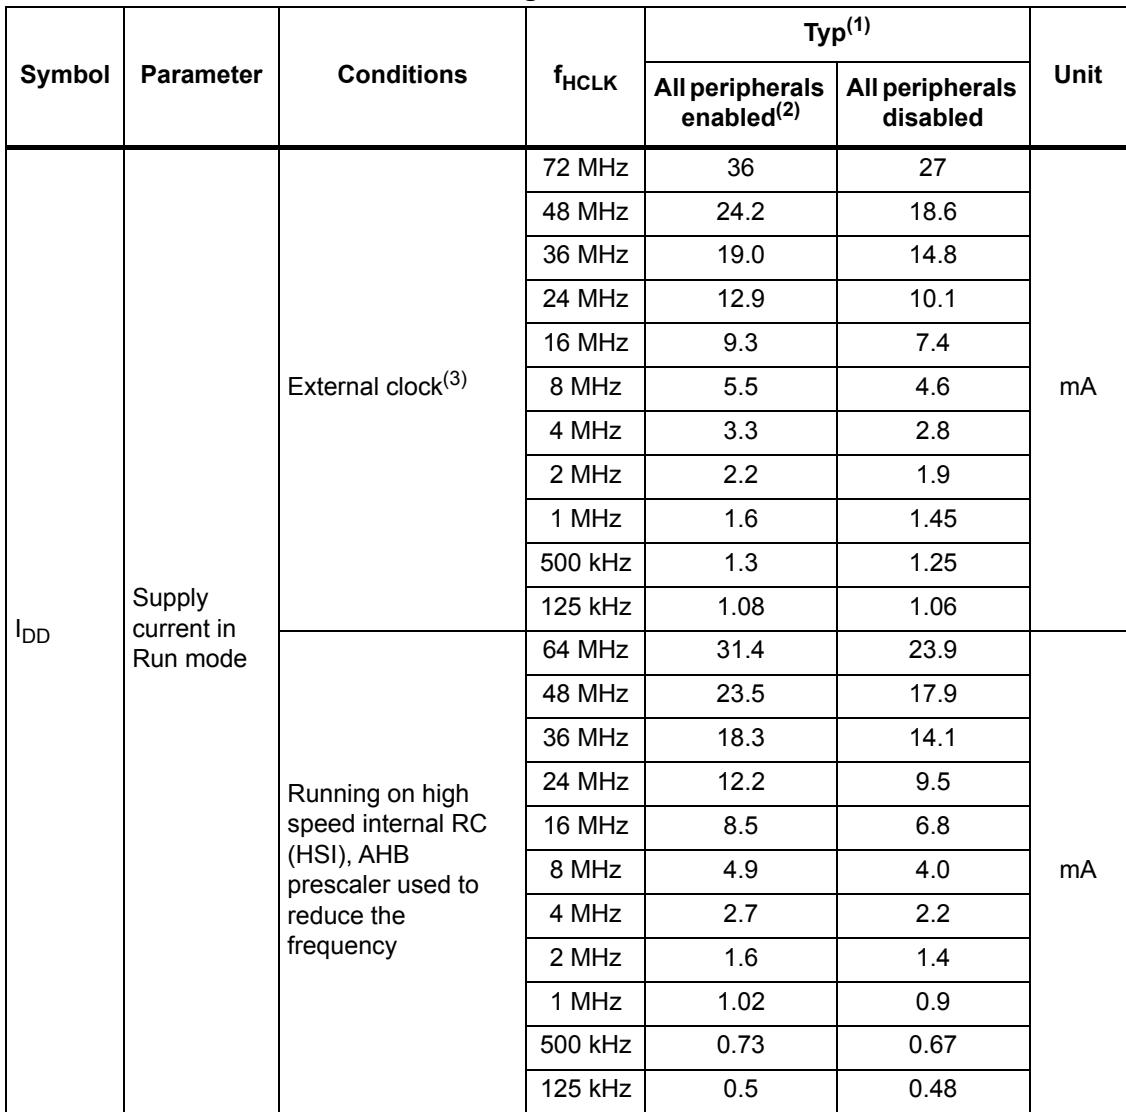 Symbol Parameter Conditions fHCLK Typ(1) Unit
All peripherals enabled(2) All peripherals disabled
IDD
Supply
current in
Run mode
External clock(3)
72 MHz 36 27
48 MHz 24.2 18.6
36 MHz 19.0 14.8
24 MHz 12.9 10.1
16 MHz 9.3 7.4
8 MHz 5.5 4.6
4 MHz 3.3 2.8
2 MHz 2.2 1.9
1 MHz 1.6 1.45
500 kHz 1.3 1.25
125 kHz 1.08 1.06
mA
Running on high
speed internal RC
(HSI), AHB
prescaler used to
reduce the
frequency
64 MHz 31.4 23.9
48 MHz 23.5 17.9
36 MHz 18.3 14.1
24 MHz 12.2 9.5
16 MHz 8.5 6.8
8 MHz 4.9 4.0
4 MHz 2.7 2.2
2 MHz 1.6 1.4
1 MHz 1.02 0.9
500 kHz 0.73 0.67
125 kHz 0.5 0.48
mA